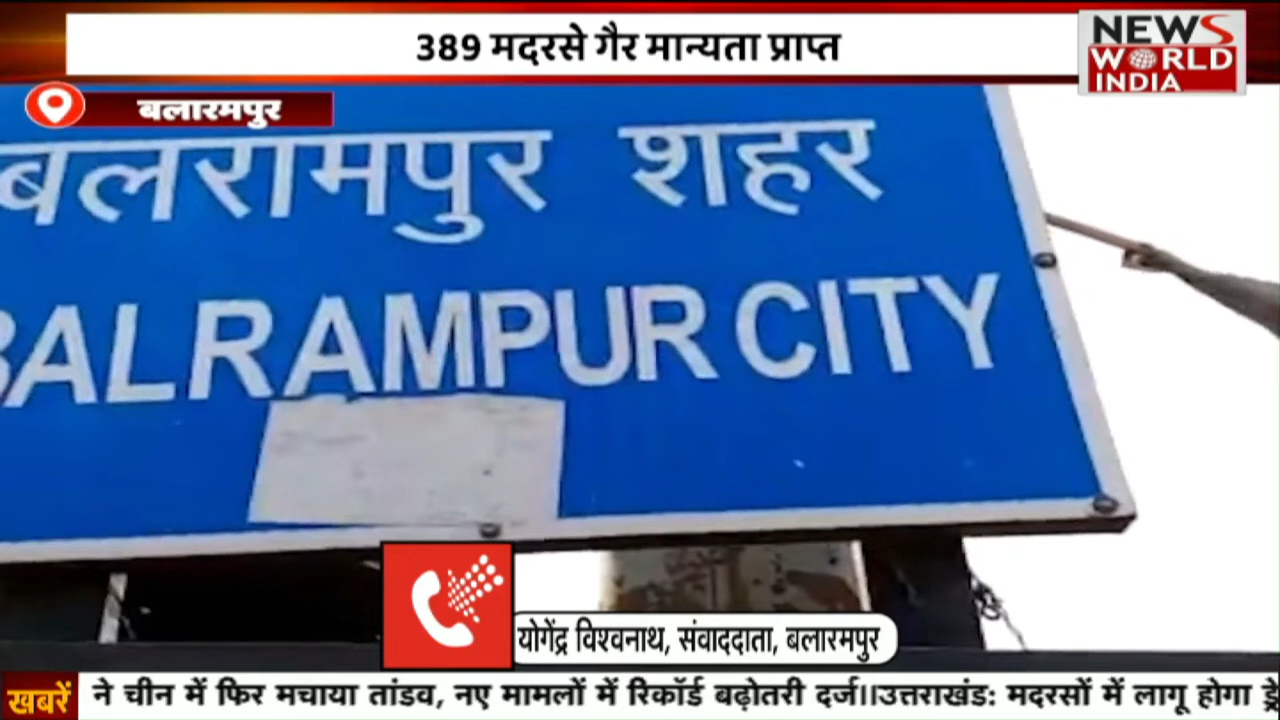 389 मदरसे गैर मान्यता प्राप्त
NEWS
WORLD
INDIA
बलारमपुर
बलरामपुर शहर
BALRAMPUR CITY
योगेंद्र विश्वनाथ, संवाददाता, बलारमपुर
खबरें
ने चीन में फिर मचाया तांडव, नए मामलों में रिकॉर्ड बढ़ोतरी दर्ज||उत्तराखंड: मदरसों में लागू होगा